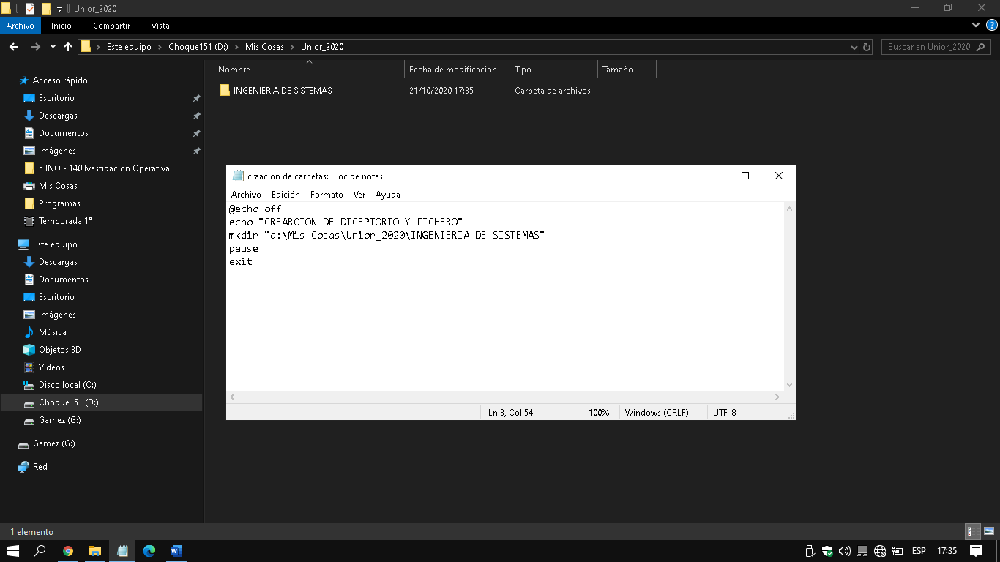 Unior_2020
Archivo Inicio Compartir Vista
Este equipo Choque151 (D:) Mis Cosas Unior_2020
Buscar en Unior_2020
Nombre Fecha de modificación Tipo Tamaño
INGENIERIA DE SISTEMAS 21/10/2020 17:35 Carpeta de archivos
Acceso rápido
Escritorio
Descargas
Documentos
Imágenes
5 INO - 140 Ivestigacion Operativa I
Mis Cosas
Programas
Temporada 1°
Este equipo
Descargas
Documentos
Escritorio
Imágenes
Música
Objetos 3D
Vídeos
Disco local (C:)
Choque151 (D:)
Gamez (G:)
Gamez (G:)
Red
craacion de carpetas: Bloc de notas
Archivo Edición Formato Ver Ayuda
@echo off
echo "CREARCION DE DICEPTORIO Y FICHERO"
mkdir "d:\Mis Cosas\Unior_2020\INGENIERIA DE SISTEMAS"
pause
exit
Ln 3, Col 54 100% Windows (CRLF) UTF-8
1 elemento
ESP 17:35